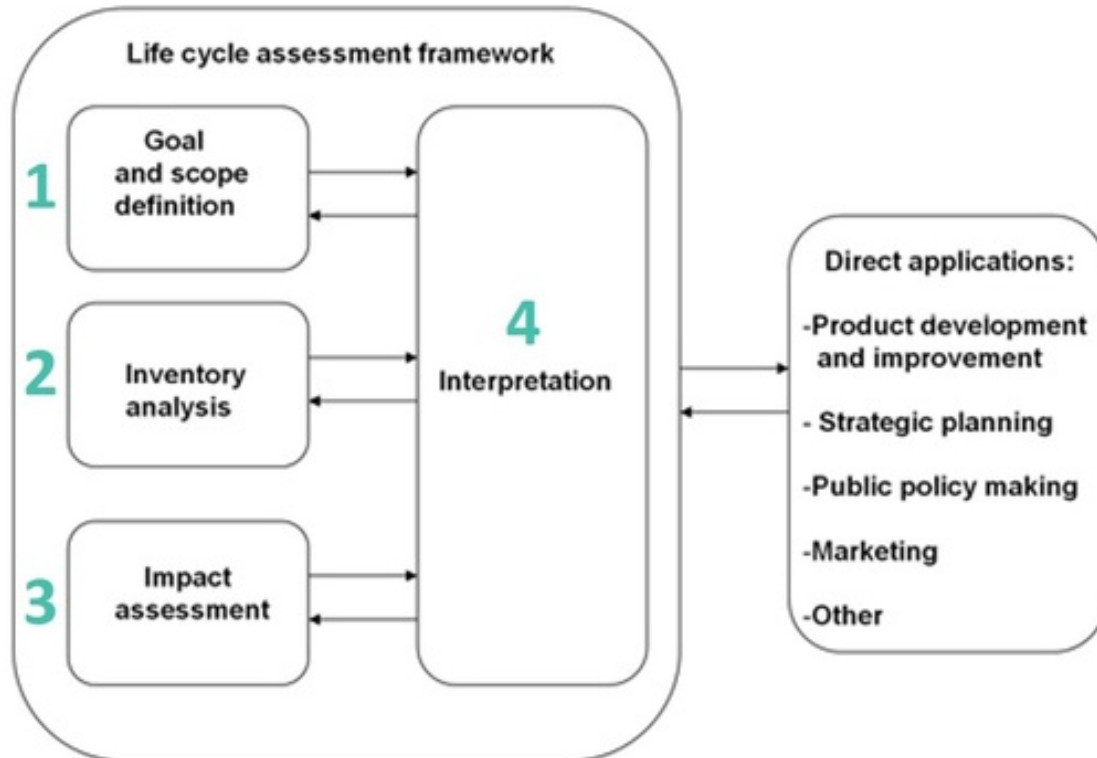 Life cycle assessment framework
1
Goal
and scope
definition
2
Inventory
analysis
3
Impact
assessment
4
Interpretation
Direct applications:
-Product development
and improvement
- Strategic planning
-Public policy making
-Marketing
-Other